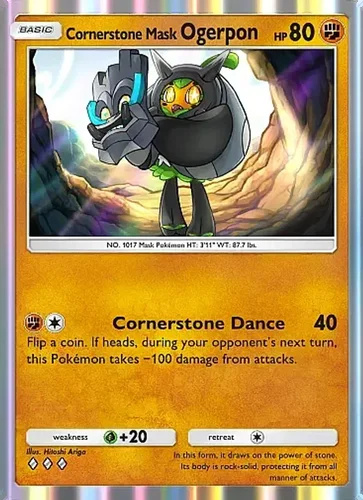 BASIC Cornerstone Mask Ogerpon HP 80
NO. 1017 Mask Pokémon HT: 3'11" WT: 87.7 lbs.
Cornerstone Dance 40
Flip a coin. If heads, during your opponent's next turn,
this Pokémon takes −100 damage from attacks.
weakness +20 retreat
Illus. Hitoshi Ariga
In this form, it draws on the power of stone.
Its body is rock-solid, protecting it from all
manner of attacks.